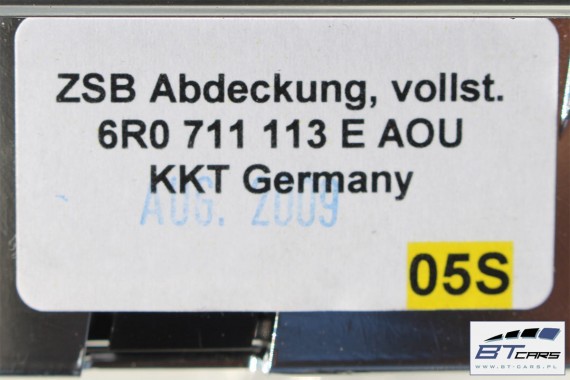 ZSB Abdeckung, vollst.
6R0 711 113 E AOU
KKT Germany
AUG. 2009
05S
BT CARS
WWW.BT-CARS.PL